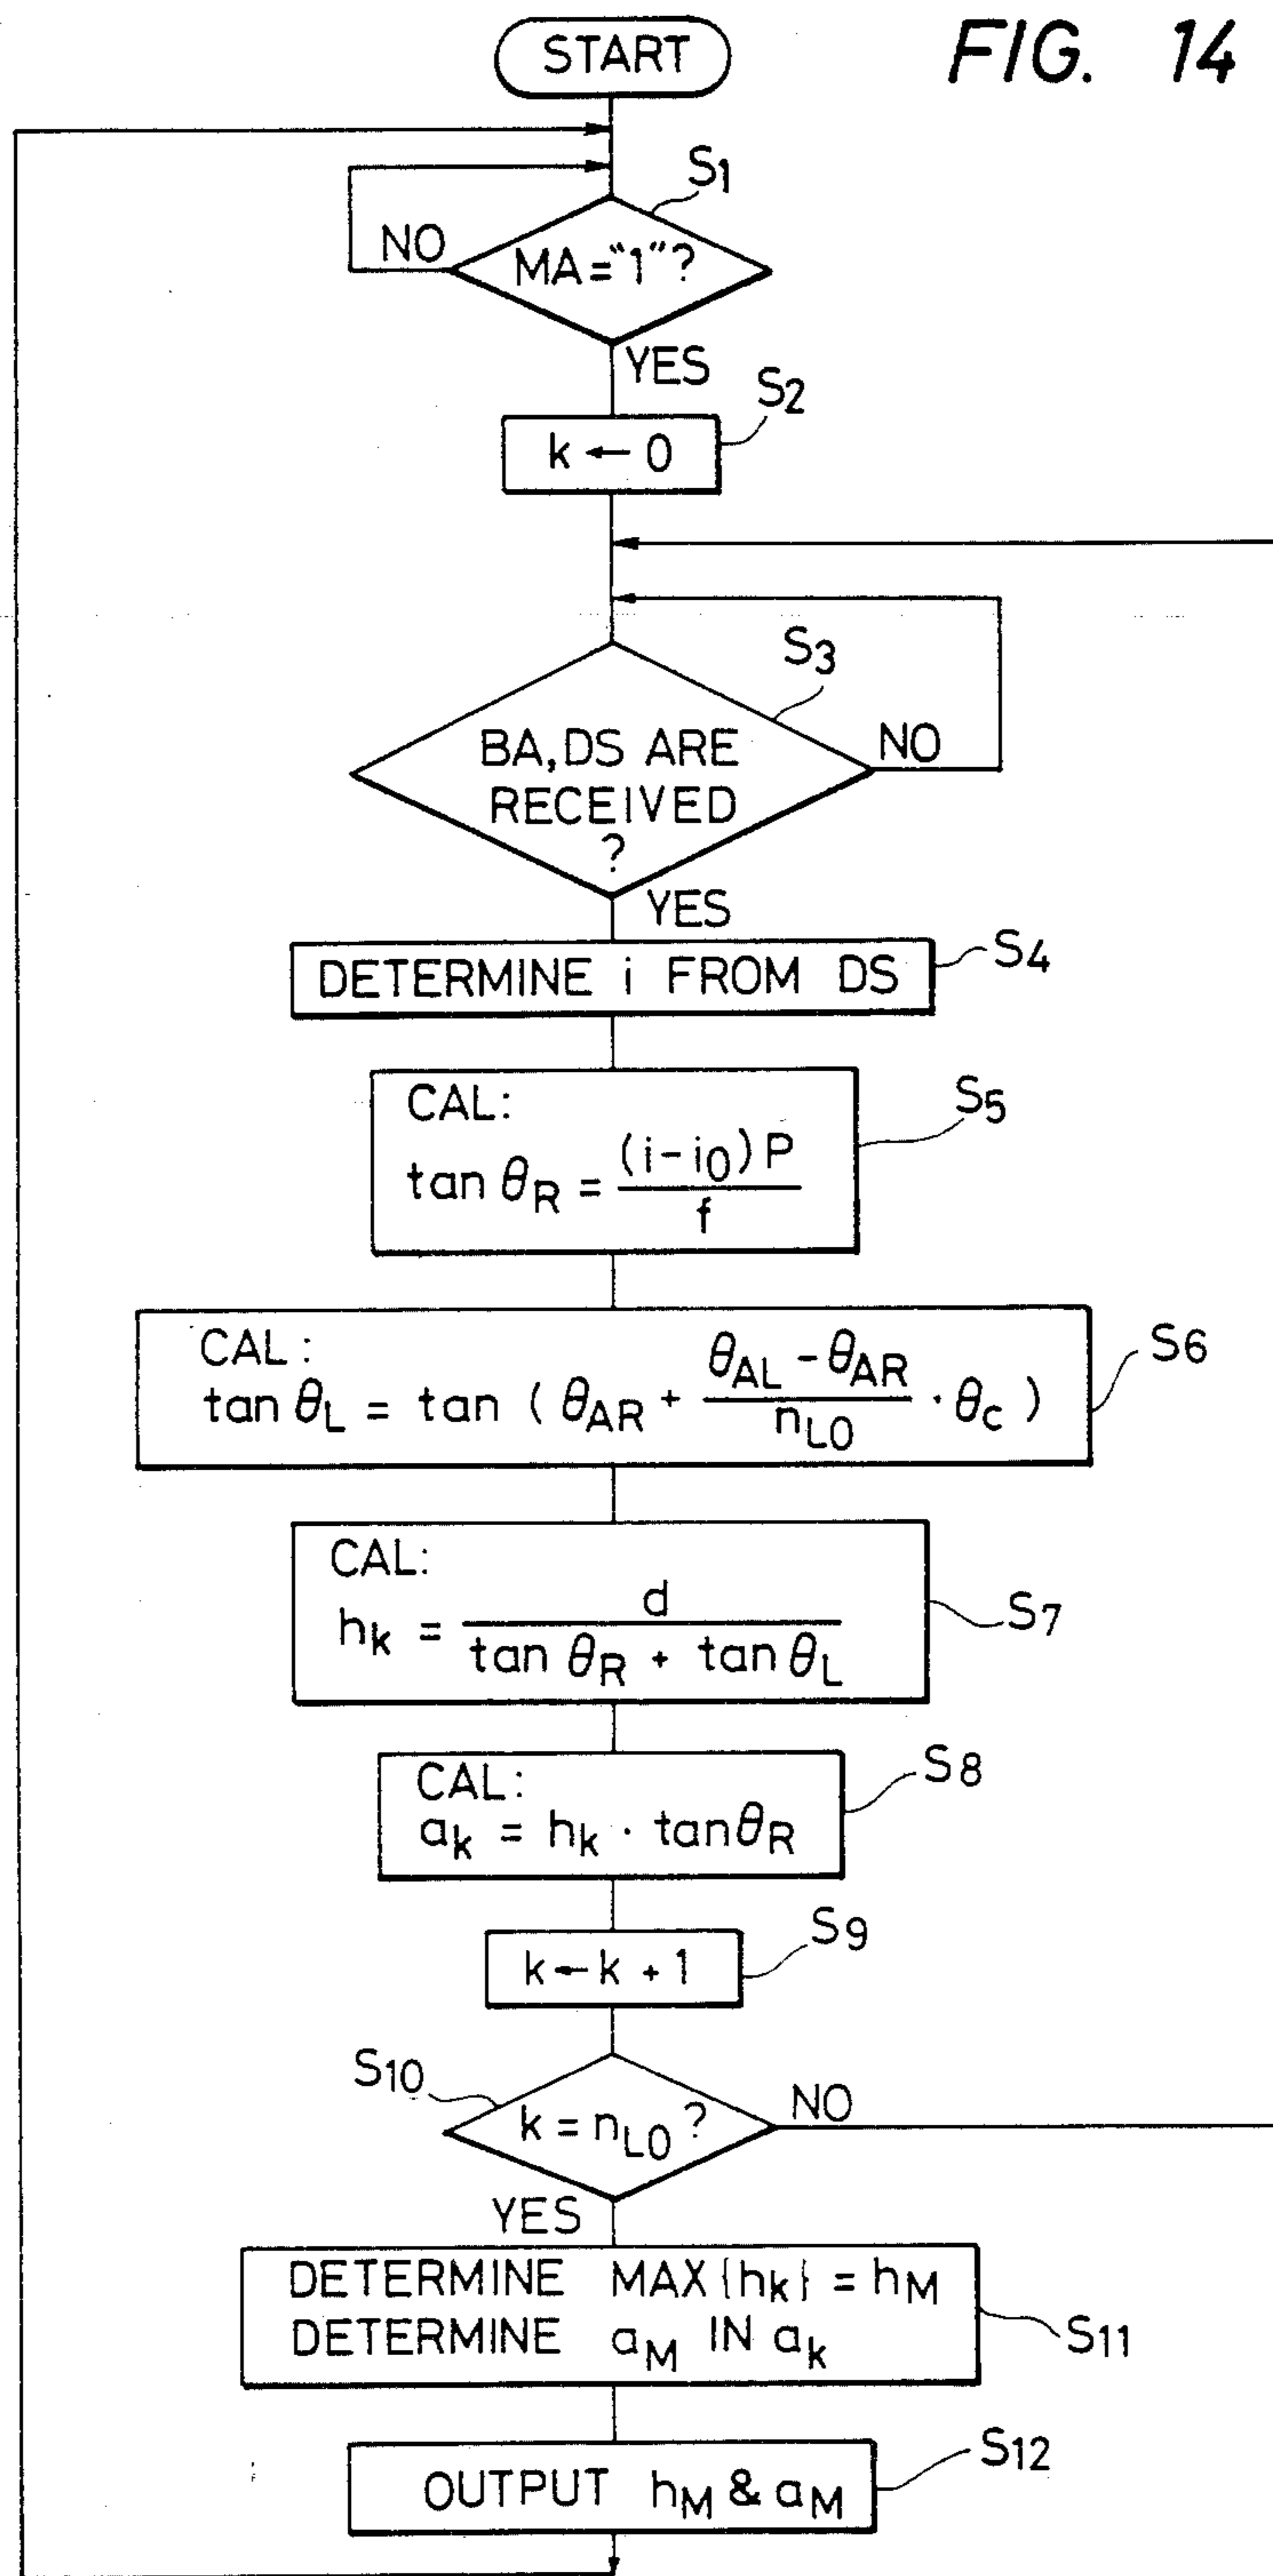 FIG. 14
START
S1
NO
MA="1"?
YES
S2
k ← 0
S3
BA,DS ARE
RECEIVED
?
NO
YES
S4
DETERMINE i FROM DS
S5
CAL:
tan θR = (i-i0)P / f
S6
CAL:
tan θL = tan ( θAR + θAL - θAR / nL0 · θc )
S7
CAL:
hk = d / tan θR + tan θL
S8
CAL:
ak = hk · tanθR
S9
k ← k + 1
S10
k = nL0 ?
NO
YES
DETERMINE MAX{hk} = hM
DETERMINE aM IN ak
S11
S12
OUTPUT hM & aM